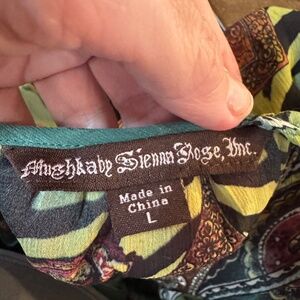 Mushkaby Sienna Rose, Inc.
Made in
China
L